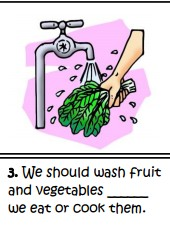 3. We should wash fruit
and vegetables ______
we eat or cook them.